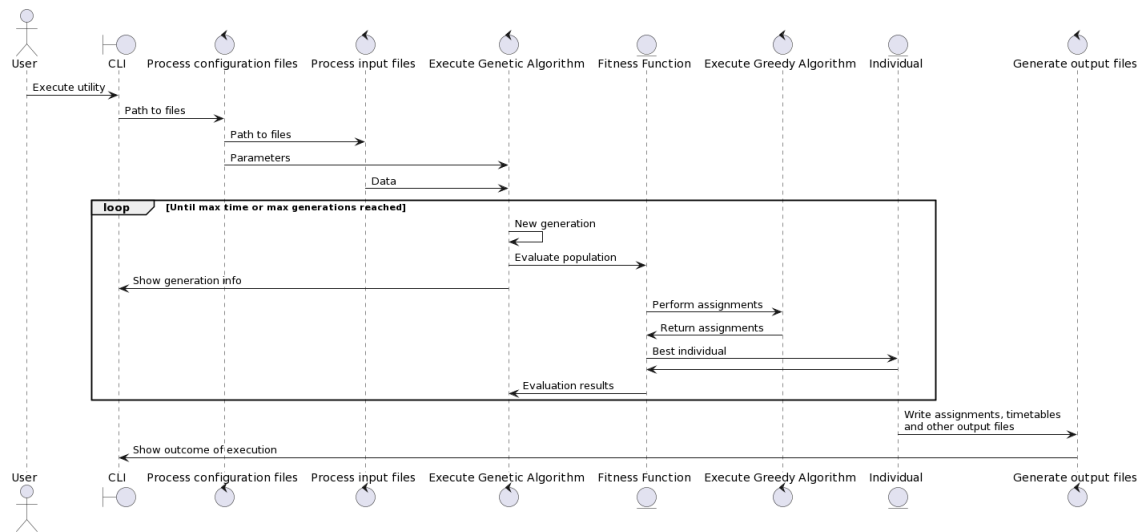 User
CLI
Process configuration files
Process input files
Execute Genetic Algorithm
Fitness Function
Execute Greedy Algorithm
Individual
Generate output files
Execute utility
Path to files
Path to files
Parameters
Data
loop
[Until max time or max generations reached]
New generation
Evaluate population
Show generation info
Perform assignments
Return assignments
Best individual
Evaluation results
Write assignments, timetables
and other output files
Show outcome of execution
User
CLI
Process configuration files
Process input files
Execute Genetic Algorithm
Fitness Function
Execute Greedy Algorithm
Individual
Generate output files